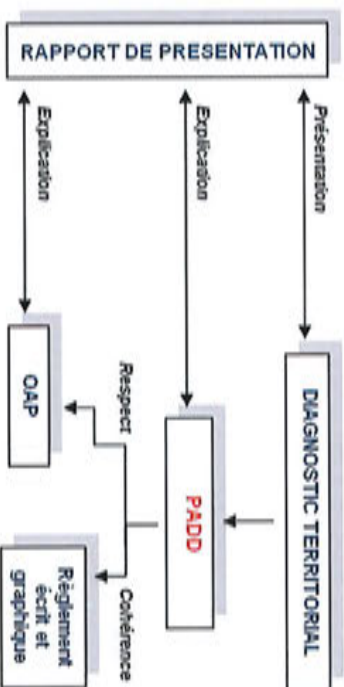 RAPPORT DE PRESENTATION
Présentation
DIAGNOSTIC TERRITORIAL
Explication
PADD
Explication
Respect
Cohérence
OAP
Règlement
écrit et
graphique